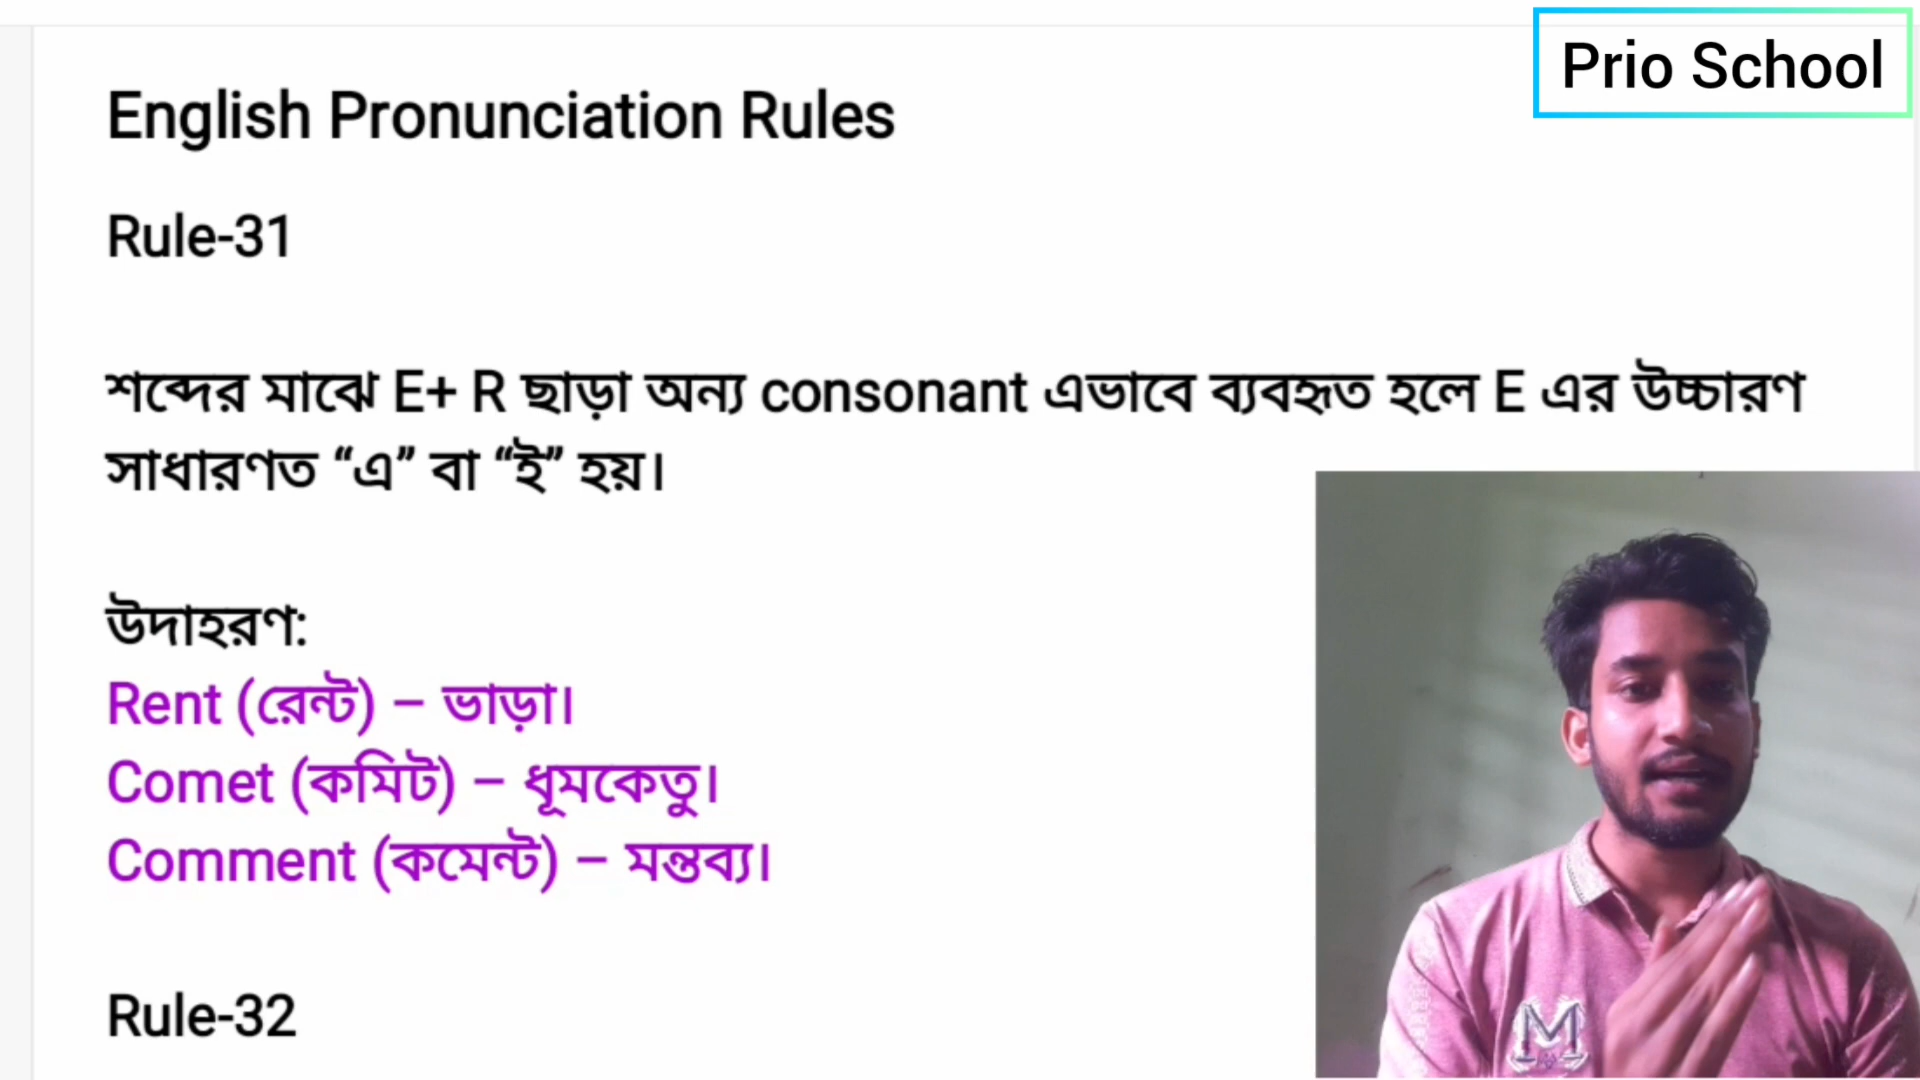 Prio School
English Pronunciation Rules
Rule-31
শব্দের মাঝে E+ R ছাড়া অন্য consonant এভাবে ব্যবহৃত হলে E এর উচ্চারণ
সাধারণত “এ” বা “ই” হয়।
উদাহরণ:
Rent (রেন্ট) – ভাড়া।
Comet (কমিট) – ধূমকেতু।
Comment (কমেন্ট) – মন্তব্য।
Rule-32
M